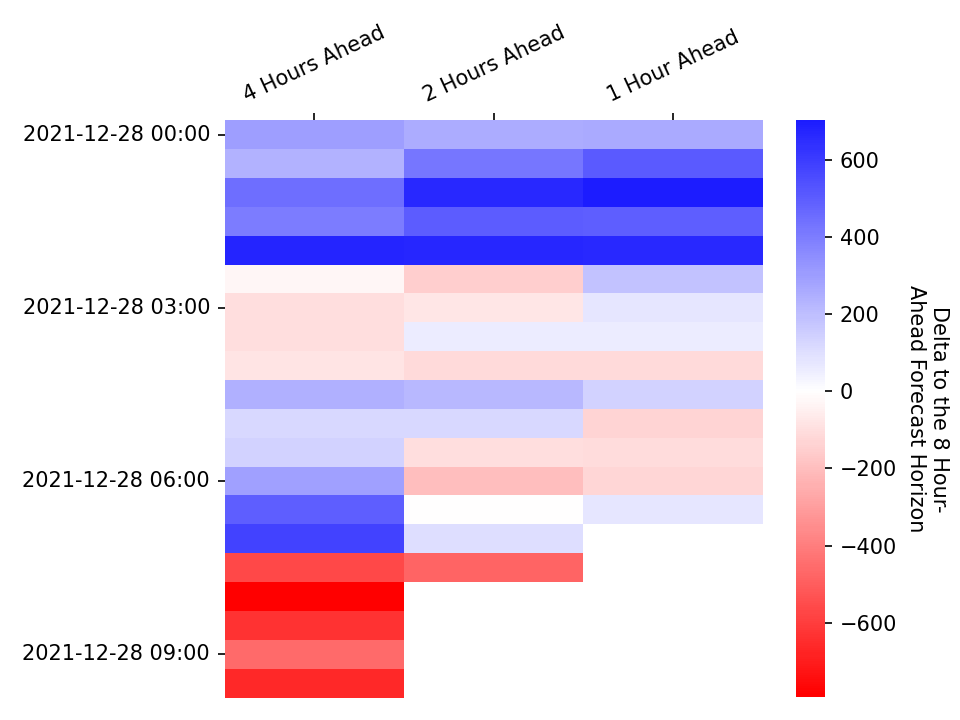 4 Hours Ahead
2 Hours Ahead
1 Hour Ahead
2021-12-28 00:00
2021-12-28 03:00
2021-12-28 06:00
2021-12-28 09:00
600
400
200
0
−200
−400
−600
Delta to the 8 Hour-
Ahead Forecast Horizon